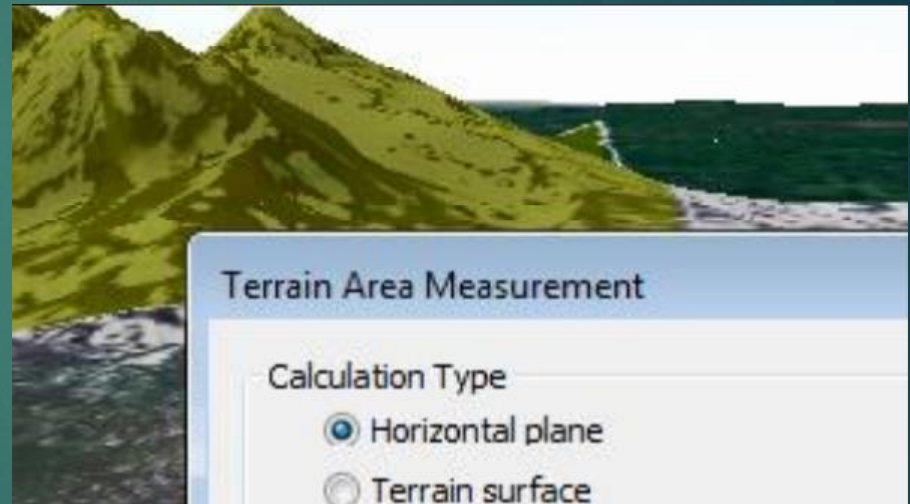 Terrain Area Measurement
Calculation Type
Horizontal plane
Terrain surface